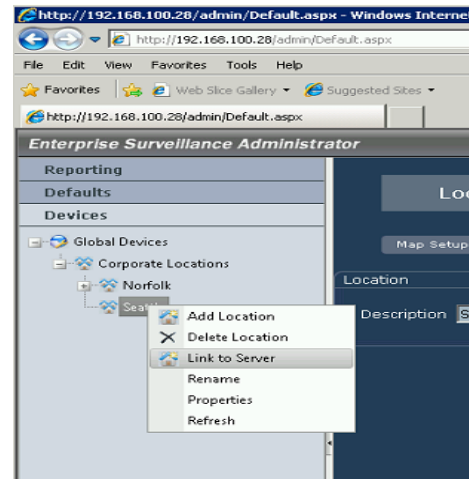 http://192.168.100.28/admin/Default.aspx - Windows Interne
http://192.168.100.28/admin/Default.aspx
File Edit View Favorites Tools Help
Favorites Web Slice Gallery Suggested Sites
http://192.168.100.28/admin/Default.aspx
Enterprise Surveillance Administrator
Reporting
Defaults
Devices
Loc
Global Devices
Map Setup
Corporate Locations
Location
Norfolk
Seatt
Description S
Add Location
Delete Location
Link to Server
Rename
Properties
Refresh